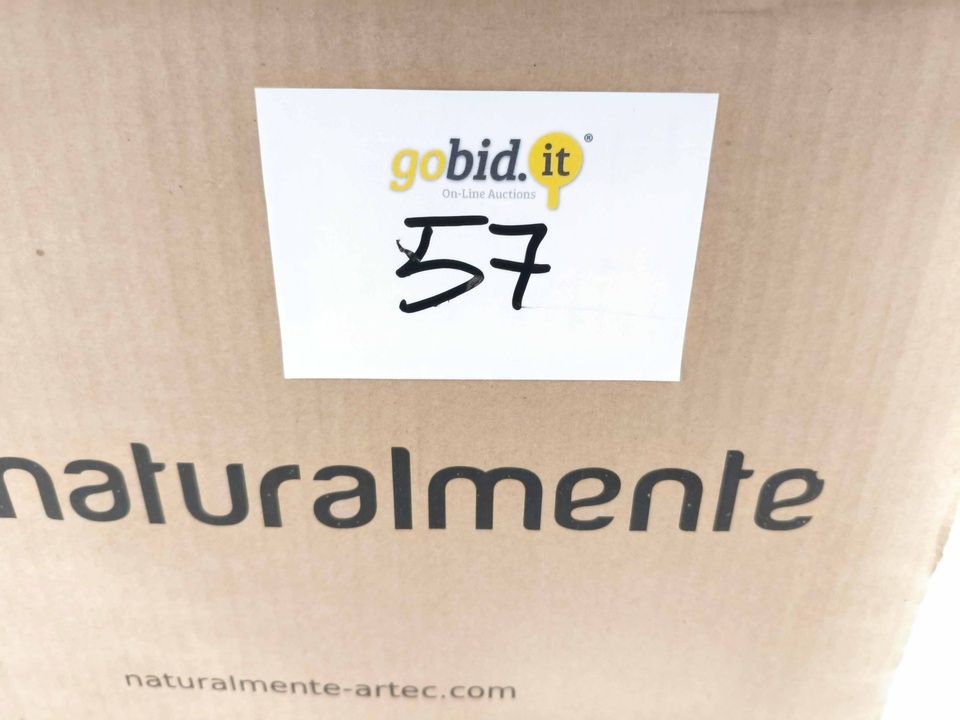 gobid.it®
On-Line Auctions
57
naturalmente
naturalmente-artec.com